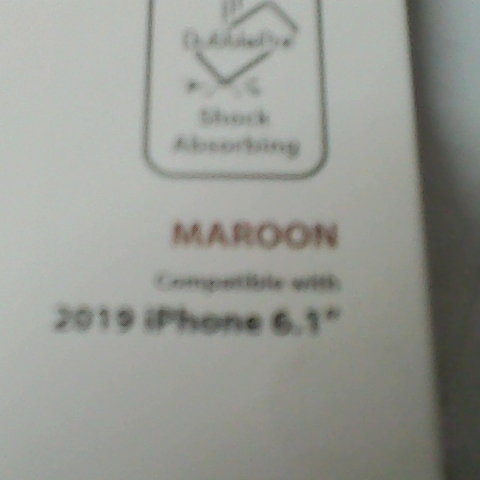 Shock
Absorbing
MAROON
Compatible with
2019 iPhone 6.1"